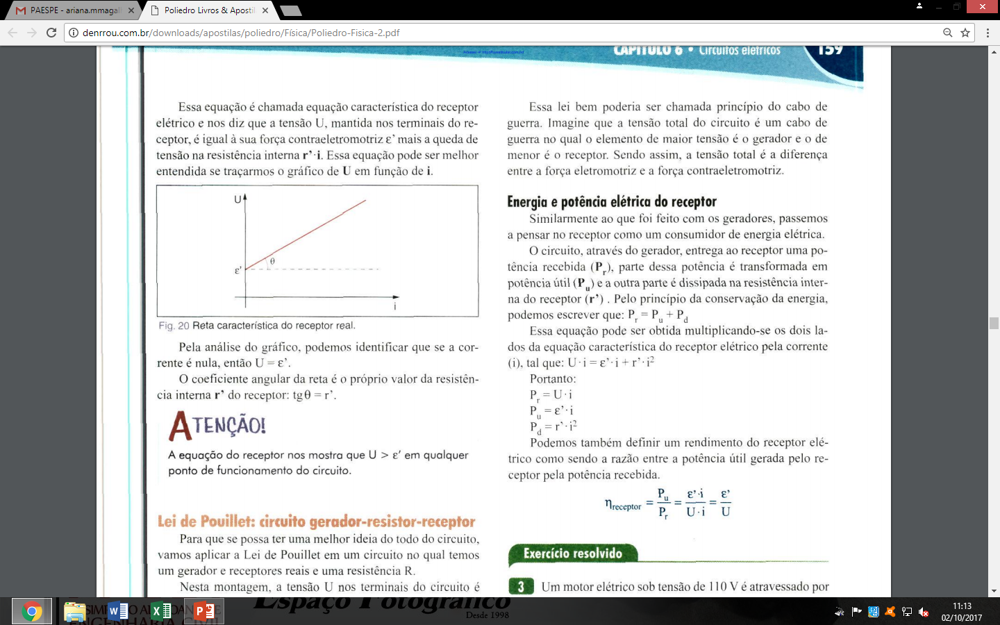 PAESPE - ariana.mmagal
Poliedro Livros & Aposti
denrrou.com.br/downloads/apostilas/poliedro/Física/Poliedro-Fisica-2.pdf
CAPÍTULO 6 • Circuitos elétricos
159
Essa equação é chamada equação característica do receptor
elétrico e nos diz que a tensão U, mantida nos terminais do re-
ceptor, é igual à sua força contraeletromotriz ε' mais a queda de
tensão na resistência interna r'·i. Essa equação pode ser melhor
entendida se traçarmos o gráfico de U em função de i.
U
θ
ε'
i
Fig. 20 Reta característica do receptor real.
Pela análise do gráfico, podemos identificar que se a cor-
rente é nula, então U = ε'.
O coeficiente angular da reta é o próprio valor da resistên-
cia interna r' do receptor: tgθ = r'.
ATENÇÃO!
A equação do receptor nos mostra que U > ε' em qualquer
ponto de funcionamento do circuito.
Lei de Pouillet: circuito gerador-resistor-receptor
Para que se possa ter uma melhor ideia do todo do circuito,
vamos aplicar a Lei de Pouillet em um circuito no qual temos
um gerador e receptores reais e uma resistência R.
Nesta montagem, a tensão U nos terminais do circuito é
Essa lei bem poderia ser chamada princípio do cabo de
guerra. Imagine que a tensão total do circuito é um cabo de
guerra no qual o elemento de maior tensão é o gerador e o de
menor é o receptor. Sendo assim, a tensão total é a diferença
entre a força eletromotriz e a força contraeletromotriz.
Energia e potência elétrica do receptor
Similarmente ao que foi feito com os geradores, passemos
a pensar no receptor como um consumidor de energia elétrica.
O circuito, através do gerador, entrega ao receptor uma po-
tência recebida (Pr), parte dessa potência é transformada em
potência útil (Pu) e a outra parte é dissipada na resistência inter-
na do receptor (r') . Pelo princípio da conservação da energia,
podemos escrever que: Pr = Pu + Pd
Essa equação pode ser obtida multiplicando-se os dois la-
dos da equação característica do receptor elétrico pela corrente
(i), tal que: U·i = ε'·i + r'·i²
Portanto:
Pr = U·i
Pu = ε'·i
Pd = r'·i²
Podemos também definir um rendimento do receptor elé-
trico como sendo a razão entre a potência útil gerada pelo re-
ceptor pela potência recebida.
ηreceptor = Pu/Pr = ε'·i/U·i = ε'/U
Exercício resolvido
3 Um motor elétrico sob tensão de 110 V é atravessado por
Espaço Fotográfico
Desde 1998
11:13
02/10/2017